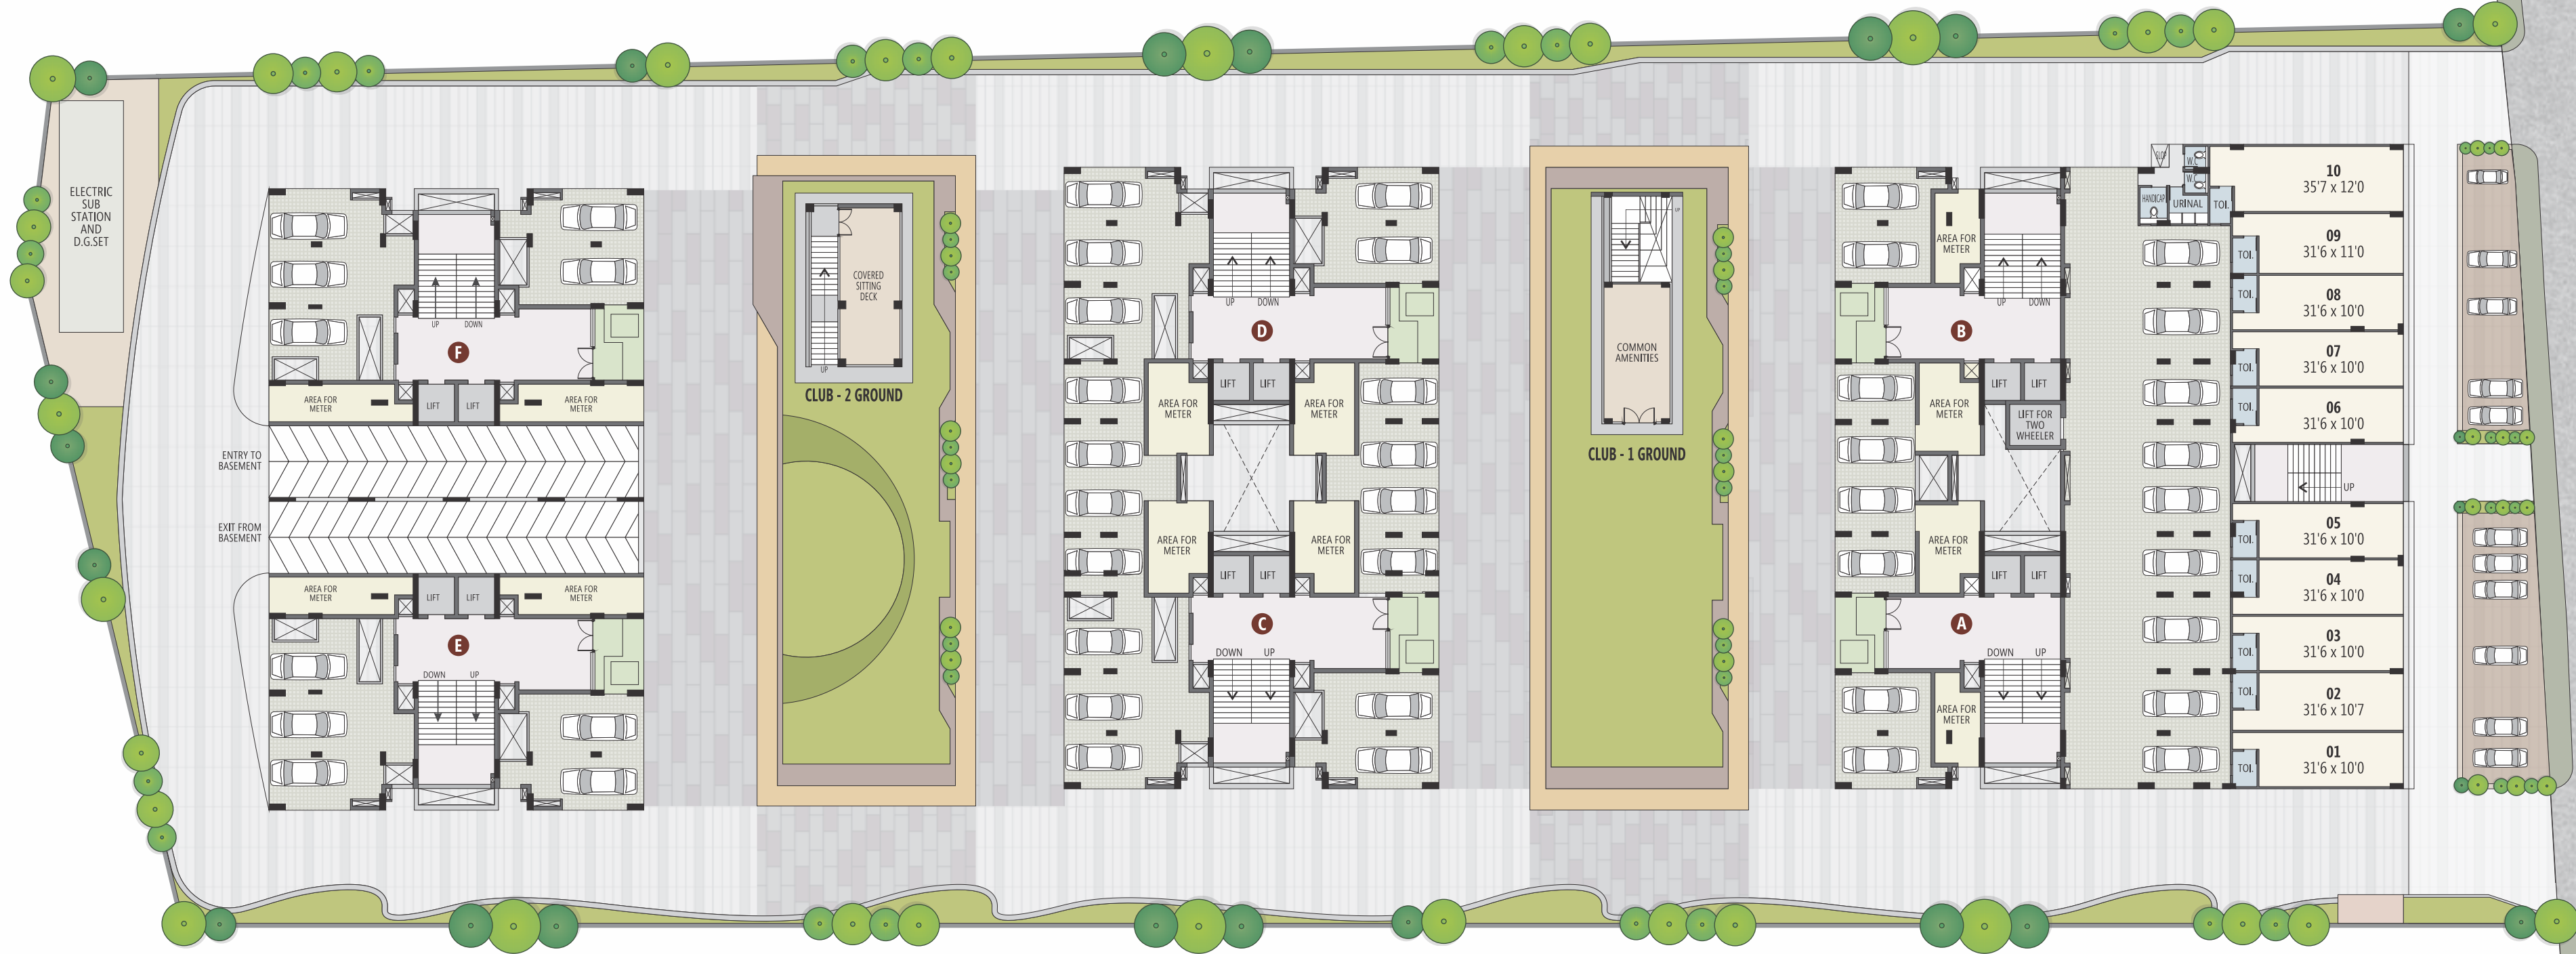 ELECTRIC
SUB
STATION
AND
D.G.SET
UP
DOWN
F
AREA FOR
METER
LIFT
LIFT
AREA FOR
METER
ENTRY TO
BASEMENT
EXIT FROM
BASEMENT
AREA FOR
METER
LIFT
LIFT
AREA FOR
METER
E
DOWN
UP
COVERED
SITTING
DECK
UP
CLUB - 2 GROUND
UP
DOWN
D
LIFT
LIFT
AREA FOR
METER
AREA FOR
METER
AREA FOR
METER
AREA FOR
METER
LIFT
LIFT
C
DOWN
UP
UP
COMMON
AMENITIES
CLUB - 1 GROUND
AREA FOR
METER
UP
DOWN
B
LIFT
LIFT
AREA FOR
METER
LIFT FOR
TWO
WHEELER
AREA FOR
METER
LIFT
LIFT
A
DOWN
UP
AREA FOR
METER
SLOP
W.C
W.C
HANDICAP
URINAL
TOI.
10
35'7 x 12'0
09
31'6 x 11'0
TOI.
08
31'6 x 10'0
TOI.
07
31'6 x 10'0
TOI.
06
31'6 x 10'0
TOI.
UP
05
31'6 x 10'0
TOI.
04
31'6 x 10'0
TOI.
03
31'6 x 10'0
TOI.
02
31'6 x 10'7
TOI.
01
31'6 x 10'0
TOI.